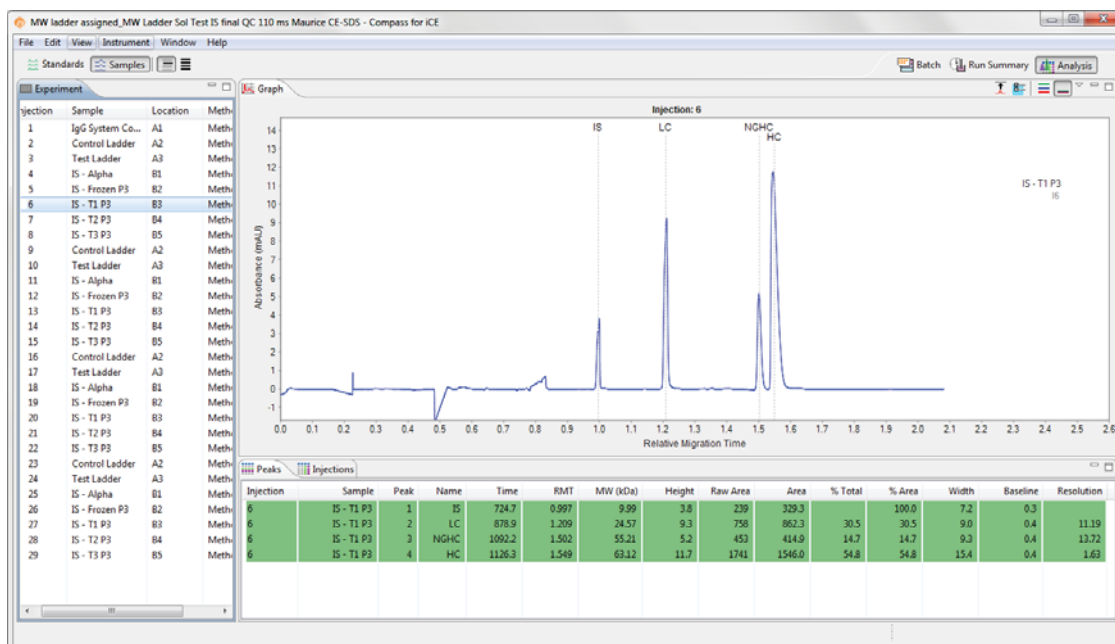 MW ladder assigned_MW Ladder Sol Test IS final QC 110 ms Maurice CE-SDS - Compass for iCE
File Edit View Instrument Window Help
Standards Samples
Batch Run Summary Analysis
Experiment
njection Sample Location Meth
1 IgG System Co... A1 Meth
2 Control Ladder A2 Meth
3 Test Ladder A3 Meth
4 IS - Alpha B1 Meth
5 IS - Frozen P3 B2 Meth
6 IS - T1 P3 B3 Meth
7 IS - T2 P3 B4 Meth
8 IS - T3 P3 B5 Meth
9 Control Ladder A2 Meth
10 Test Ladder A3 Meth
11 IS - Alpha B1 Meth
12 IS - Frozen P3 B2 Meth
13 IS - T1 P3 B3 Meth
14 IS - T2 P3 B4 Meth
15 IS - T3 P3 B5 Meth
16 Control Ladder A2 Meth
17 Test Ladder A3 Meth
18 IS - Alpha B1 Meth
19 IS - Frozen P3 B2 Meth
20 IS - T1 P3 B3 Meth
21 IS - T2 P3 B4 Meth
22 IS - T3 P3 B5 Meth
23 Control Ladder A2 Meth
24 Test Ladder A3 Meth
25 IS - Alpha B1 Meth
26 IS - Frozen P3 B2 Meth
27 IS - T1 P3 B3 Meth
28 IS - T2 P3 B4 Meth
29 IS - T3 P3 B5 Meth
Graph
Injection: 6
IS LC NGHC
HC
IS - T1 P3
I6
Absorbance (mAU)
14
13
12
11
10
9
8
7
6
5
4
3
2
1
0
-1
0.0 0.1 0.2 0.3 0.4 0.5 0.6 0.7 0.8 0.9 1.0 1.1 1.2 1.3 1.4 1.5 1.6 1.7 1.8 1.9 2.0 2.1 2.2 2.3 2.4 2.5 2.6
Relative Migration Time
Peaks Injections
Injection Sample Peak Name Time RMT MW (kDa) Height Raw Area Area % Total % Area Width Baseline Resolution
6 IS - T1 P3 1 IS 724.7 0.997 9.99 3.8 239 329.3 100.0 7.2 0.3
6 IS - T1 P3 2 LC 878.9 1.209 24.57 9.3 758 862.3 30.5 30.5 9.0 0.4 11.19
6 IS - T1 P3 3 NGHC 1092.2 1.502 55.21 5.2 453 414.9 14.7 14.7 9.3 0.4 13.72
6 IS - T1 P3 4 HC 1126.3 1.549 63.12 11.7 1741 1546.0 54.8 54.8 15.4 0.4 1.63